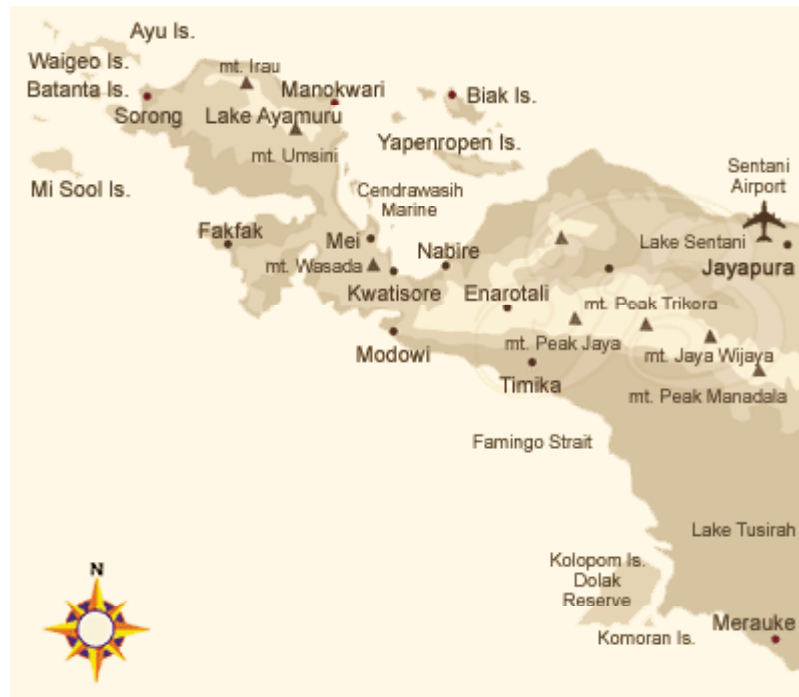 Ayu Is.
Waigeo Is.
mt. Irau
Batanta Is.
Manokwari
Biak Is.
Sorong
Lake Ayamuru
Yapenropen Is.
mt. Umsini
Sentani
Airport
Mi Sool Is.
Cendrawasih
Marine
Fakfak
Mei
Nabire
Lake Sentani
mt. Wasada
Jayapura
Kwatisore
Enarotali
mt. Peak Trikora
Modowi
mt. Peak Jaya
mt. Jaya Wijaya
Timika
mt. Peak Manadala
Famingo Strait
Lake Tusirah
Kolopom Is.
Dolak
Reserve
N
Merauke
Komoran Is.